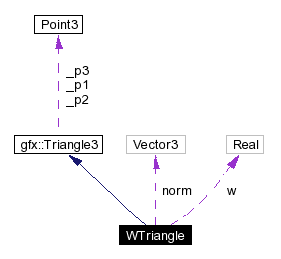 Point3
_p3
_p1
_p2
gfx::Triangle3
Vector3
Real
norm
w
WTriangle